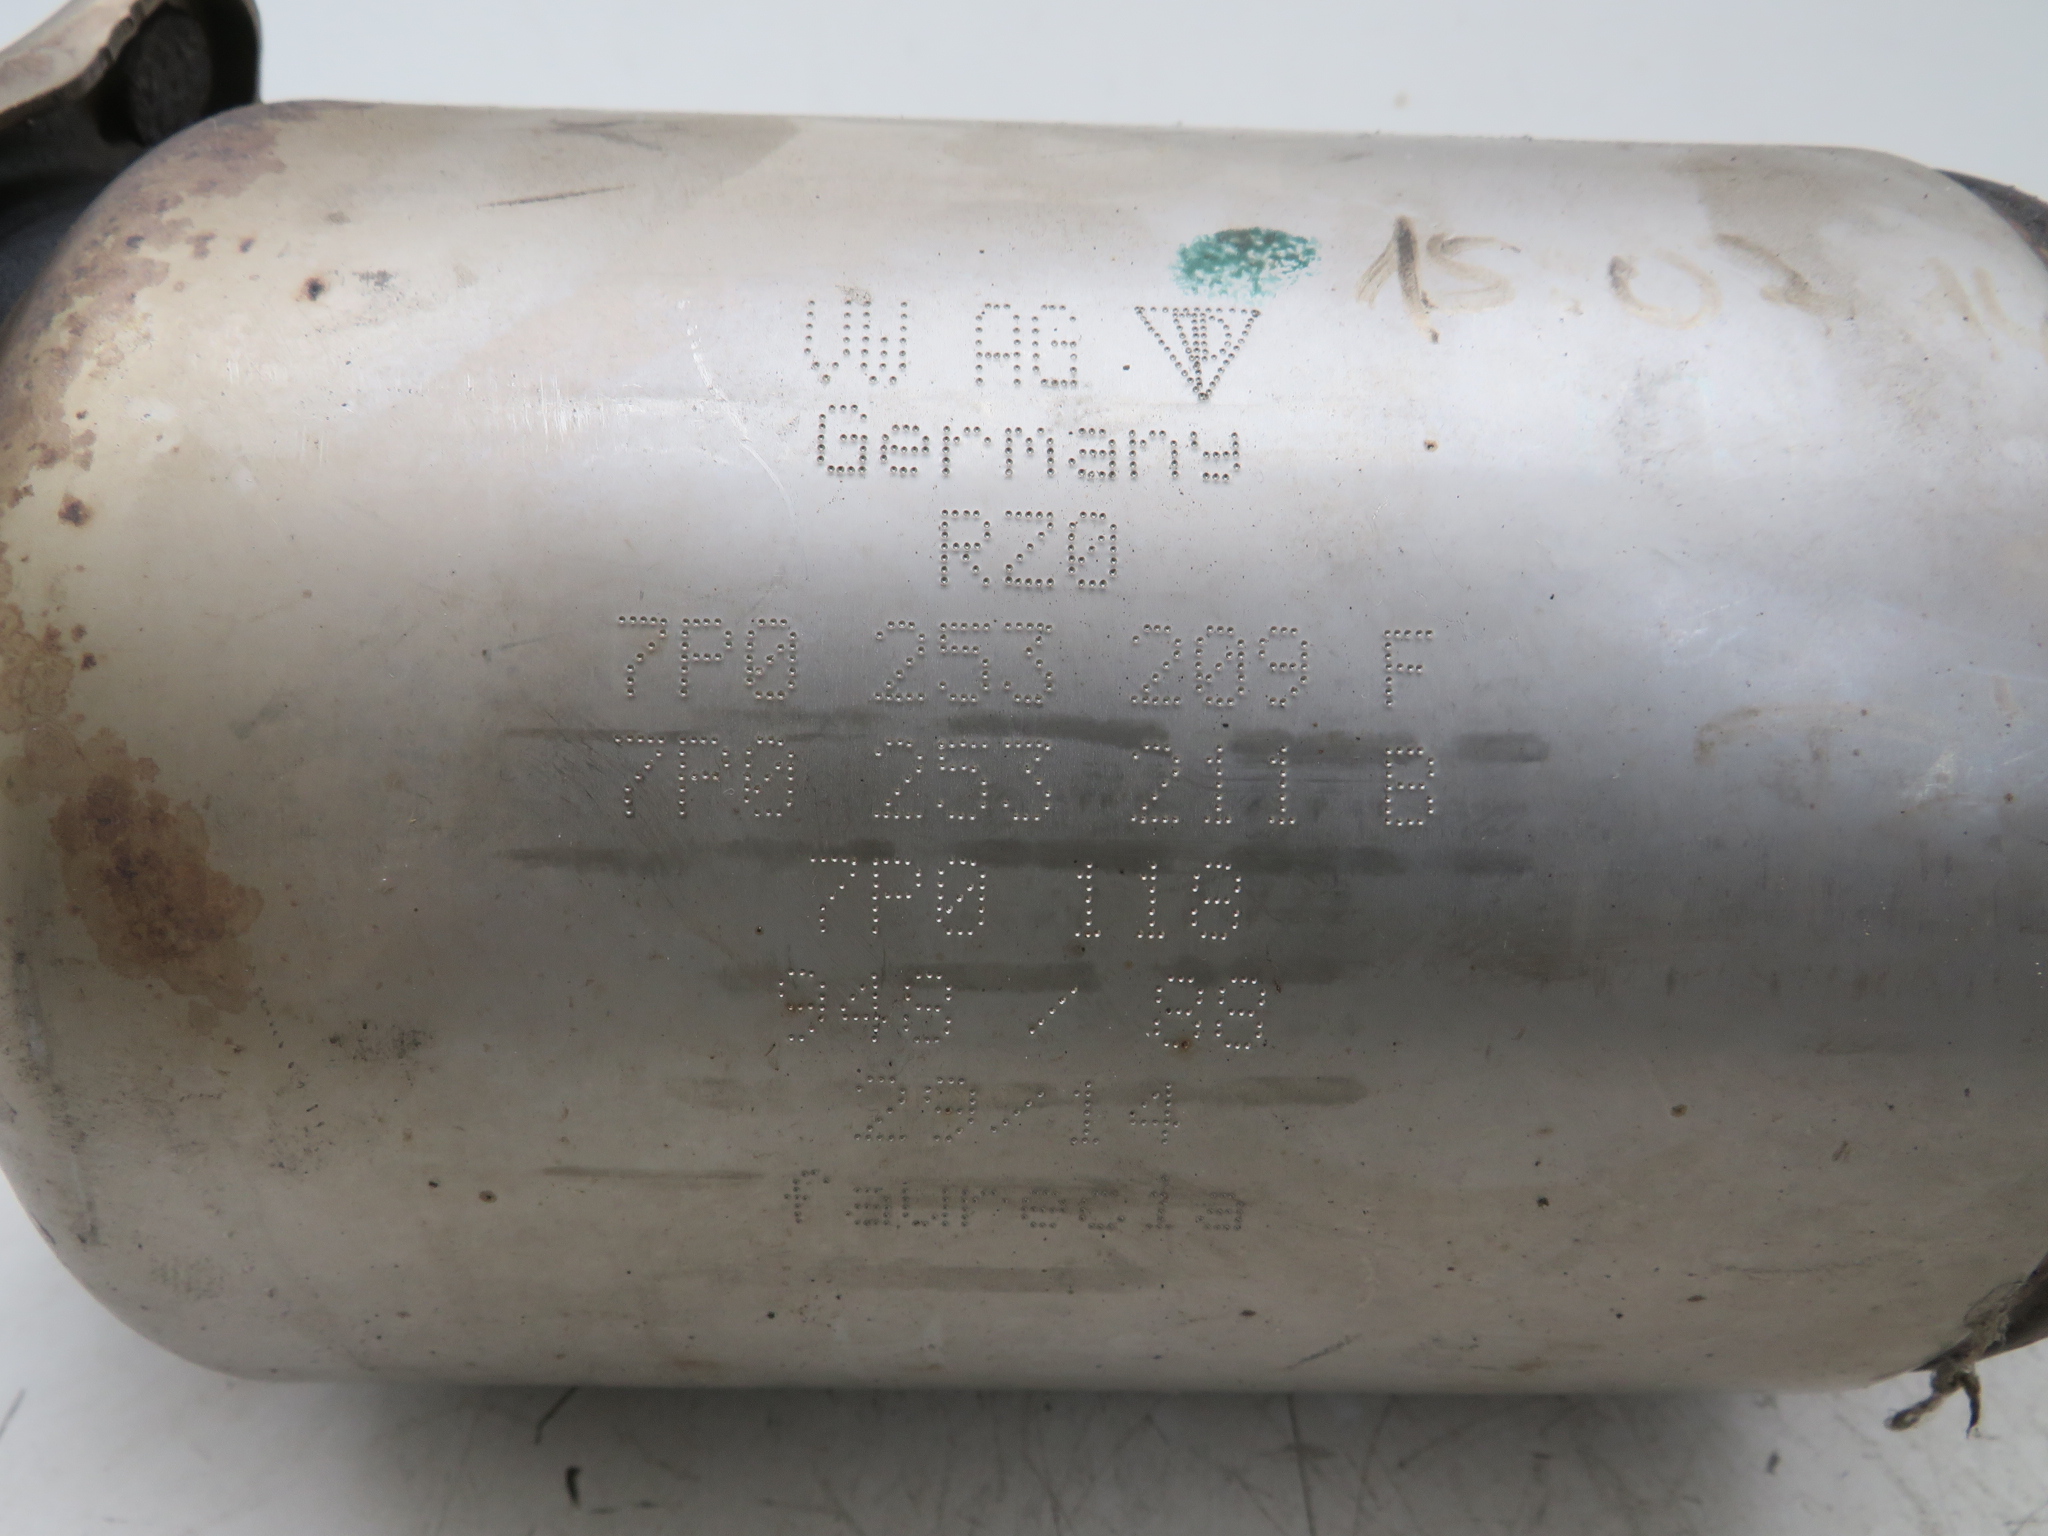 VW AG
Germany
RZ0
7P0 253 209 F
7P0 253 211 B
7P0 118
948 / 88
29/14
Faurecia